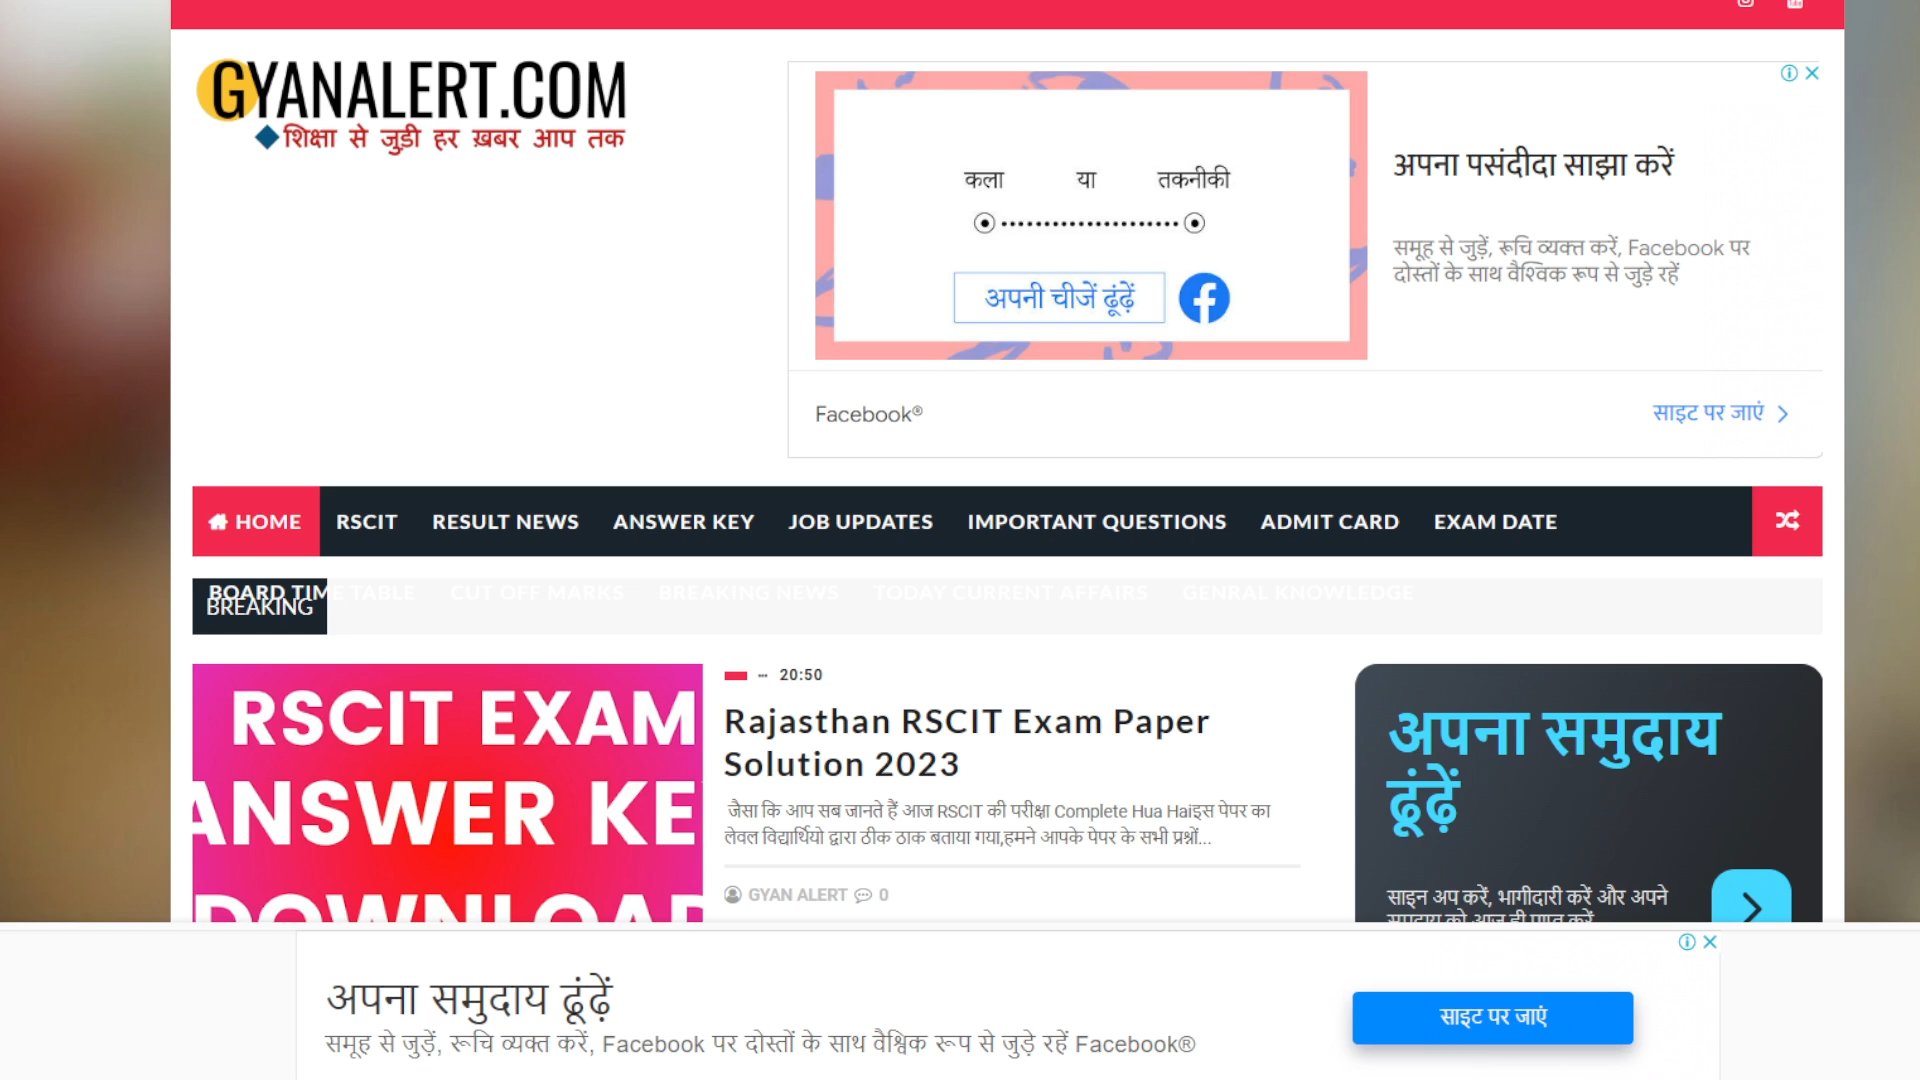 GYANALERT.COM
शिक्षा से जुड़ी हर ख़बर आप तक
कला या तकनीकी
अपनी चीजें ढूंढ़ें
अपना पसंदीदा साझा करें
समूह से जुड़ें, रूचि व्यक्त करें, Facebook पर
दोस्तों के साथ वैश्विक रूप से जुड़े रहें
Facebook®
साइट पर जाएं
HOME RSCIT RESULT NEWS ANSWER KEY JOB UPDATES IMPORTANT QUESTIONS ADMIT CARD EXAM DATE
BOARD TIME TABLE CUT OFF MARKS BREAKING NEWS TODAY CURRENT AFFAIRS GENRAL KNOWLEDGE
BREAKING
RSCIT EXAM
ANSWER KE
DOWNLOAD
20:50
Rajasthan RSCIT Exam Paper
Solution 2023
जैसा कि आप सब जानते हैं आज RSCIT की परीक्षा Complete Hua Haiइस पेपर का
लेवल विद्यार्थियो द्वारा ठीक ठाक बताया गया,हमने आपके पेपर के सभी प्रश्नों...
GYAN ALERT 0
अपना समुदाय
ढूंढ़ें
साइन अप करें, भागीदारी करें और अपने
समुदाय को आज ही प्राप्त करें
अपना समुदाय ढूंढ़ें
समूह से जुड़ें, रूचि व्यक्त करें, Facebook पर दोस्तों के साथ वैश्विक रूप से जुड़े रहें Facebook®
साइट पर जाएं